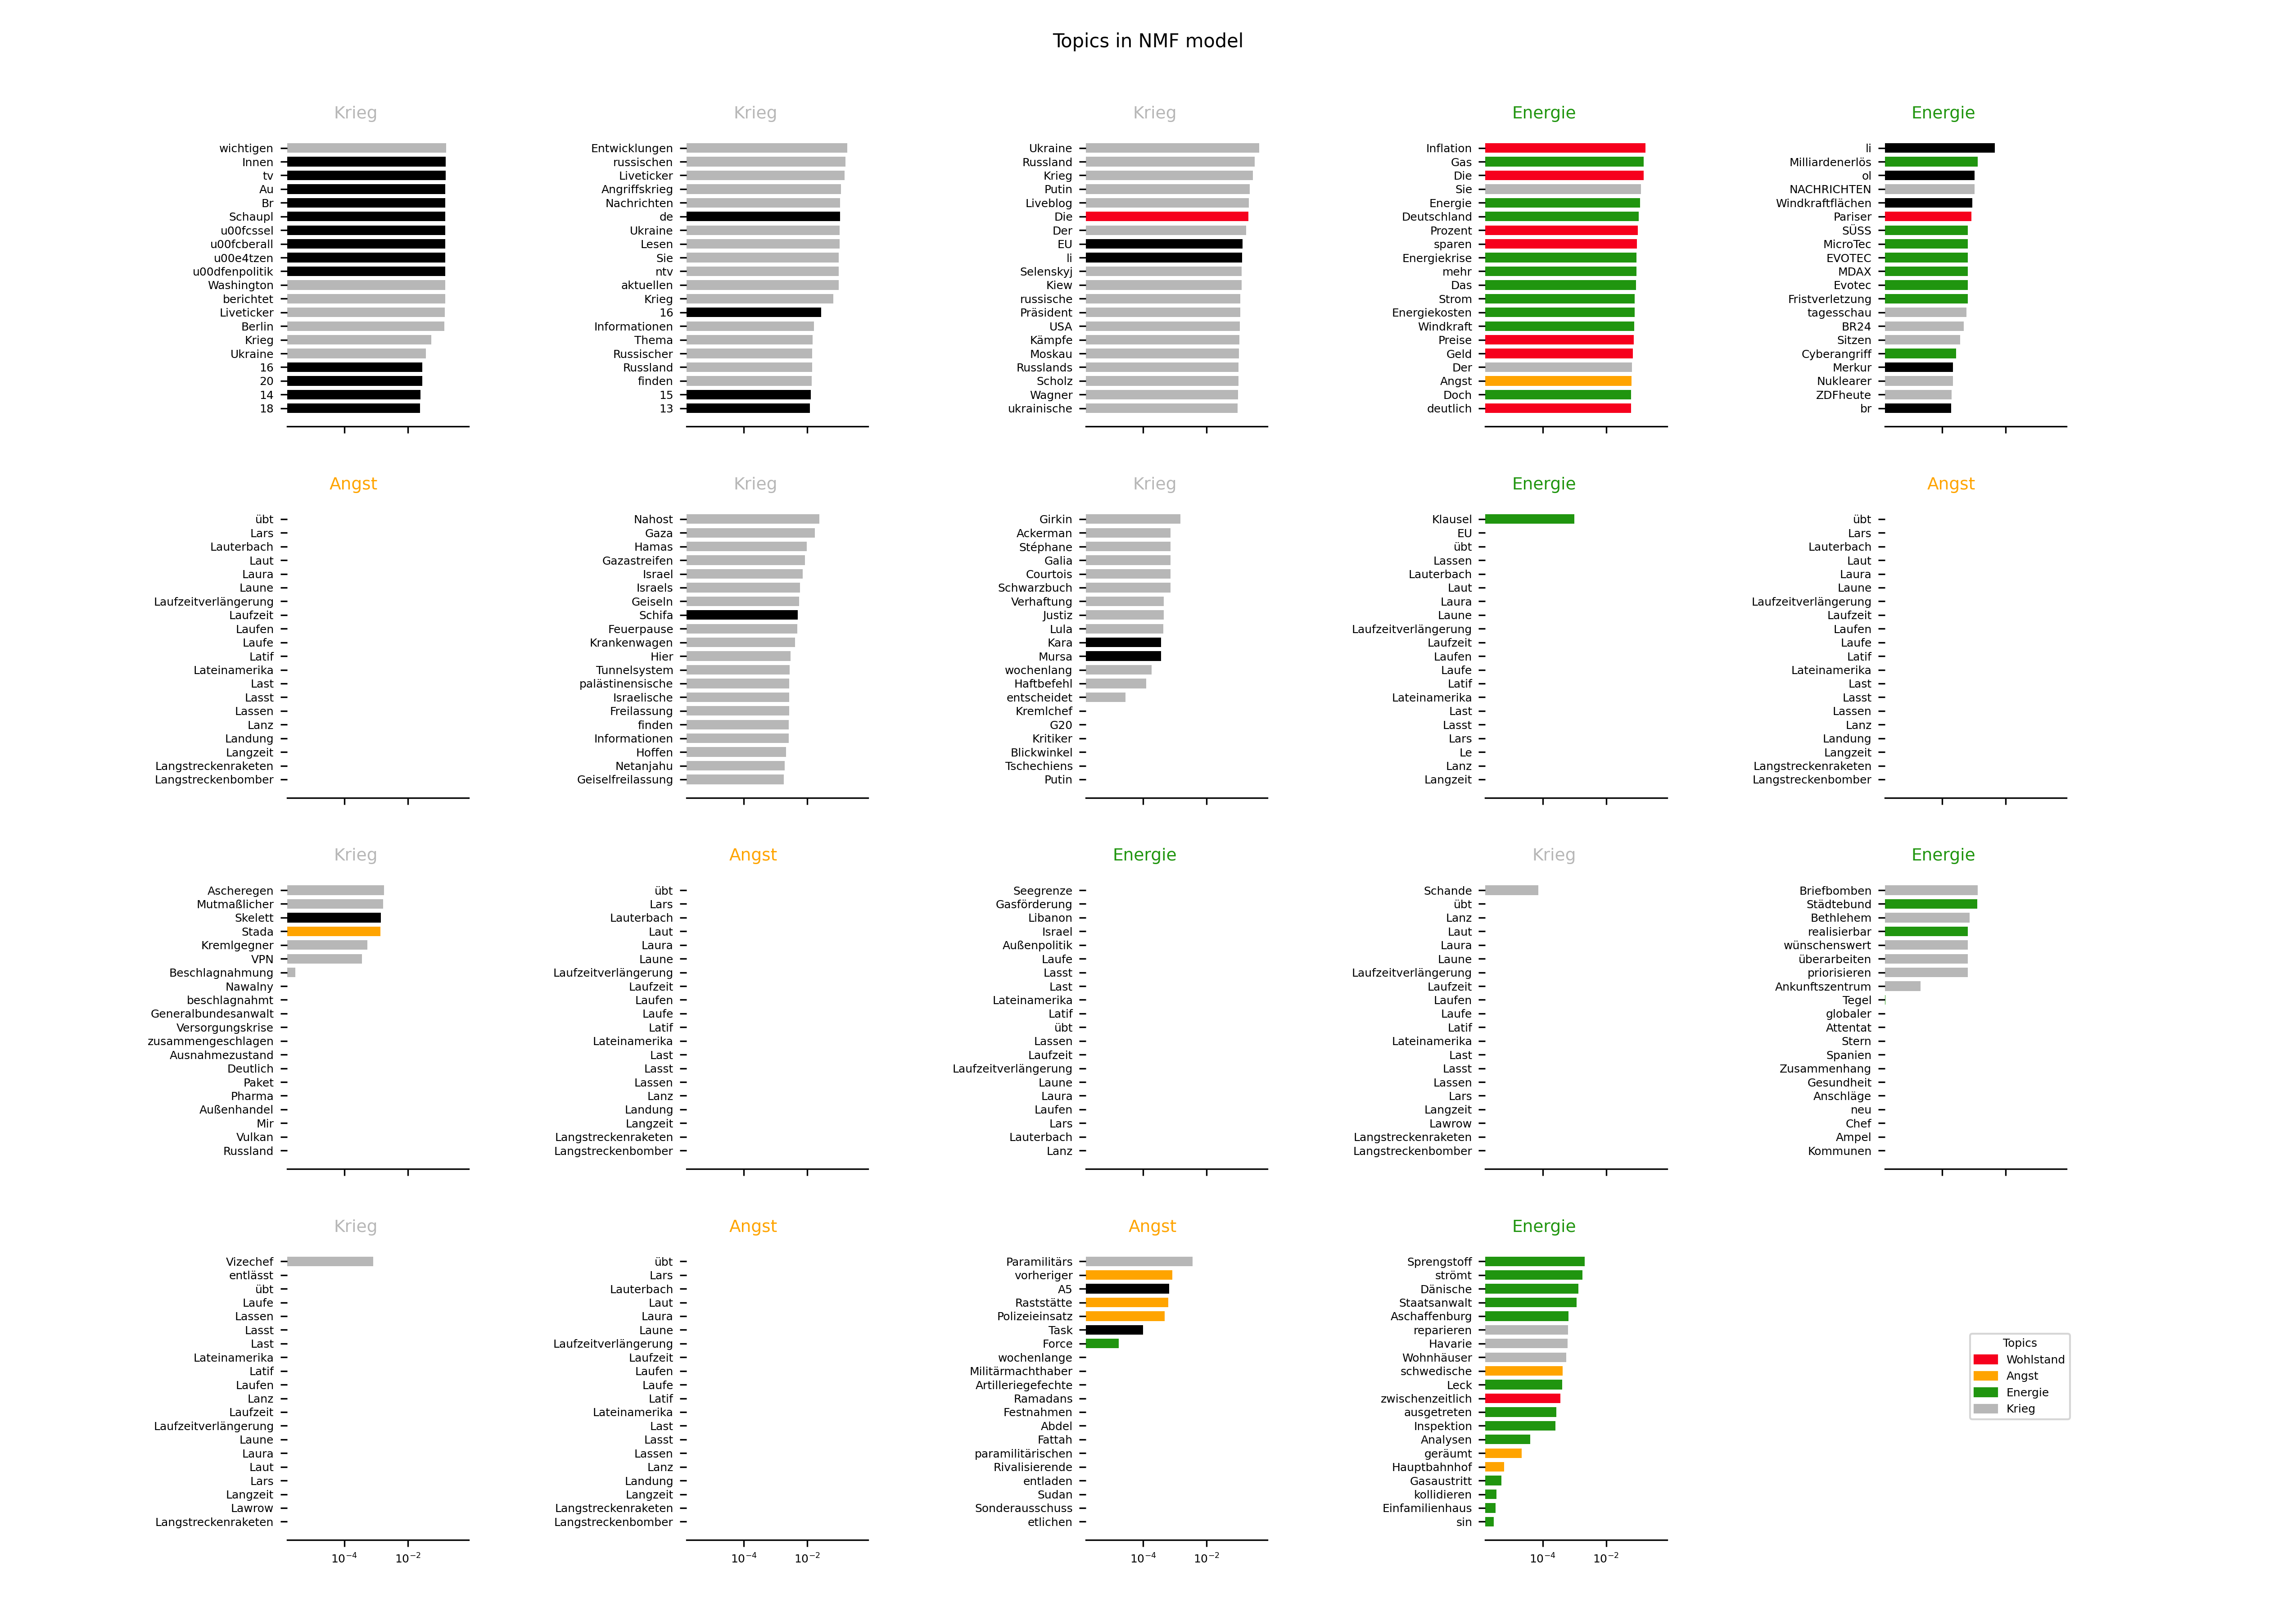 Topics in NMF model
Krieg
wichtigen
Innen
tv
Au
Br
Schaupl
u00fcssel
u00fcberall
u00e4tzen
u00dfenpolitik
Washington
berichtet
Liveticker
Berlin
Krieg
Ukraine
16
20
14
18
Krieg
Entwicklungen
russischen
Liveticker
Angriffskrieg
Nachrichten
de
Ukraine
Lesen
Sie
ntv
aktuellen
Krieg
16
Informationen
Thema
Russischer
Russland
finden
15
13
Krieg
Ukraine
Russland
Krieg
Putin
Liveblog
Die
Der
EU
li
Selenskyj
Kiew
russische
Präsident
USA
Kämpfe
Moskau
Russlands
Scholz
Wagner
ukrainische
Energie
Inflation
Gas
Die
Sie
Energie
Deutschland
Prozent
sparen
Energiekrise
mehr
Das
Strom
Energiekosten
Windkraft
Preise
Geld
Der
Angst
Doch
deutlich
Energie
li
Milliardenerlös
ol
NACHRICHTEN
Windkraftflächen
Pariser
SÜSS
MicroTec
EVOTEC
MDAX
Evotec
Fristverletzung
tagesschau
BR24
Sitzen
Cyberangriff
Merkur
Nuklearer
ZDFheute
br
Angst
übt
Lars
Lauterbach
Laut
Laura
Laune
Laufzeitverlängerung
Laufzeit
Laufen
Laufe
Latif
Lateinamerika
Last
Lasst
Lassen
Lanz
Landung
Langzeit
Langstreckenraketen
Langstreckenbomber
Krieg
Nahost
Gaza
Hamas
Gazastreifen
Israel
Israels
Geiseln
Schifa
Feuerpause
Krankenwagen
Hier
Tunnelsystem
palästinensische
Israelische
Freilassung
finden
Informationen
Hoffen
Netanjahu
Geiselfreilassung
Krieg
Girkin
Ackerman
Stéphane
Galia
Courtois
Schwarzbuch
Verhaftung
Justiz
Lula
Kara
Mursa
wochenlang
Haftbefehl
entscheidet
Kremlchef
G20
Kritiker
Blickwinkel
Tschechiens
Putin
Energie
Klausel
EU
übt
Lassen
Lauterbach
Laut
Laura
Laune
Laufzeitverlängerung
Laufzeit
Laufen
Laufe
Latif
Lateinamerika
Last
Lasst
Lars
Le
Lanz
Langzeit
Angst
übt
Lars
Lauterbach
Laut
Laura
Laune
Laufzeitverlängerung
Laufzeit
Laufen
Laufe
Latif
Lateinamerika
Last
Lasst
Lassen
Lanz
Landung
Langzeit
Langstreckenraketen
Langstreckenbomber
Krieg
Ascheregen
Mutmaßlicher
Skelett
Stada
Kremlgegner
VPN
Beschlagnahmung
Nawalny
beschlagnahmt
Generalbundesanwalt
Versorgungskrise
zusammengeschlagen
Ausnahmezustand
Deutlich
Paket
Pharma
Außenhandel
Mir
Vulkan
Russland
Angst
übt
Lars
Lauterbach
Laut
Laura
Laune
Laufzeitverlängerung
Laufzeit
Laufen
Laufe
Latif
Lateinamerika
Last
Lasst
Lassen
Lanz
Landung
Langzeit
Langstreckenraketen
Langstreckenbomber
Energie
Seegrenze
Gasförderung
Libanon
Israel
Außenpolitik
Laufe
Lasst
Last
Lateinamerika
Latif
übt
Lassen
Laufzeit
Laufzeitverlängerung
Laune
Laura
Laufen
Lars
Lauterbach
Lanz
Krieg
Schande
übt
Lanz
Laut
Laura
Laune
Laufzeitverlängerung
Laufzeit
Laufen
Laufe
Latif
Lateinamerika
Last
Lasst
Lassen
Lars
Langzeit
Lawrow
Langstreckenraketen
Langstreckenbomber
Energie
Briefbomben
Städtebund
Bethlehem
realisierbar
wünschenswert
überarbeiten
priorisieren
Ankunftszentrum
Tegel
globaler
Attentat
Stern
Spanien
Zusammenhang
Gesundheit
Anschläge
neu
Chef
Ampel
Kommunen
Krieg
Vizechef
entlässt
übt
Laufe
Lassen
Lasst
Last
Lateinamerika
Latif
Laufen
Lanz
Laufzeit
Laufzeitverlängerung
Laune
Laura
Laut
Lars
Langzeit
Lawrow
Langstreckenraketen
10⁻⁴ 10⁻²
Angst
übt
Lars
Lauterbach
Laut
Laura
Laune
Laufzeitverlängerung
Laufzeit
Laufen
Laufe
Latif
Lateinamerika
Last
Lasst
Lassen
Lanz
Landung
Langzeit
Langstreckenraketen
Langstreckenbomber
10⁻⁴ 10⁻²
Angst
Paramilitärs
vorheriger
A5
Raststätte
Polizeieinsatz
Task
Force
wochenlange
Militärmachthaber
Artilleriegefechte
Ramadans
Festnahmen
Abdel
Fattah
paramilitärischen
Rivalisierende
entladen
Sudan
Sonderausschuss
etlichen
10⁻⁴ 10⁻²
Energie
Sprengstoff
strömt
Dänische
Staatsanwalt
Aschaffenburg
reparieren
Havarie
Wohnhäuser
schwedische
Leck
zwischenzeitlich
ausgetreten
Inspektion
Analysen
geräumt
Hauptbahnhof
Gasaustritt
kollidieren
Einfamilienhaus
sin
10⁻⁴ 10⁻²
Topics
Wohlstand
Angst
Energie
Krieg